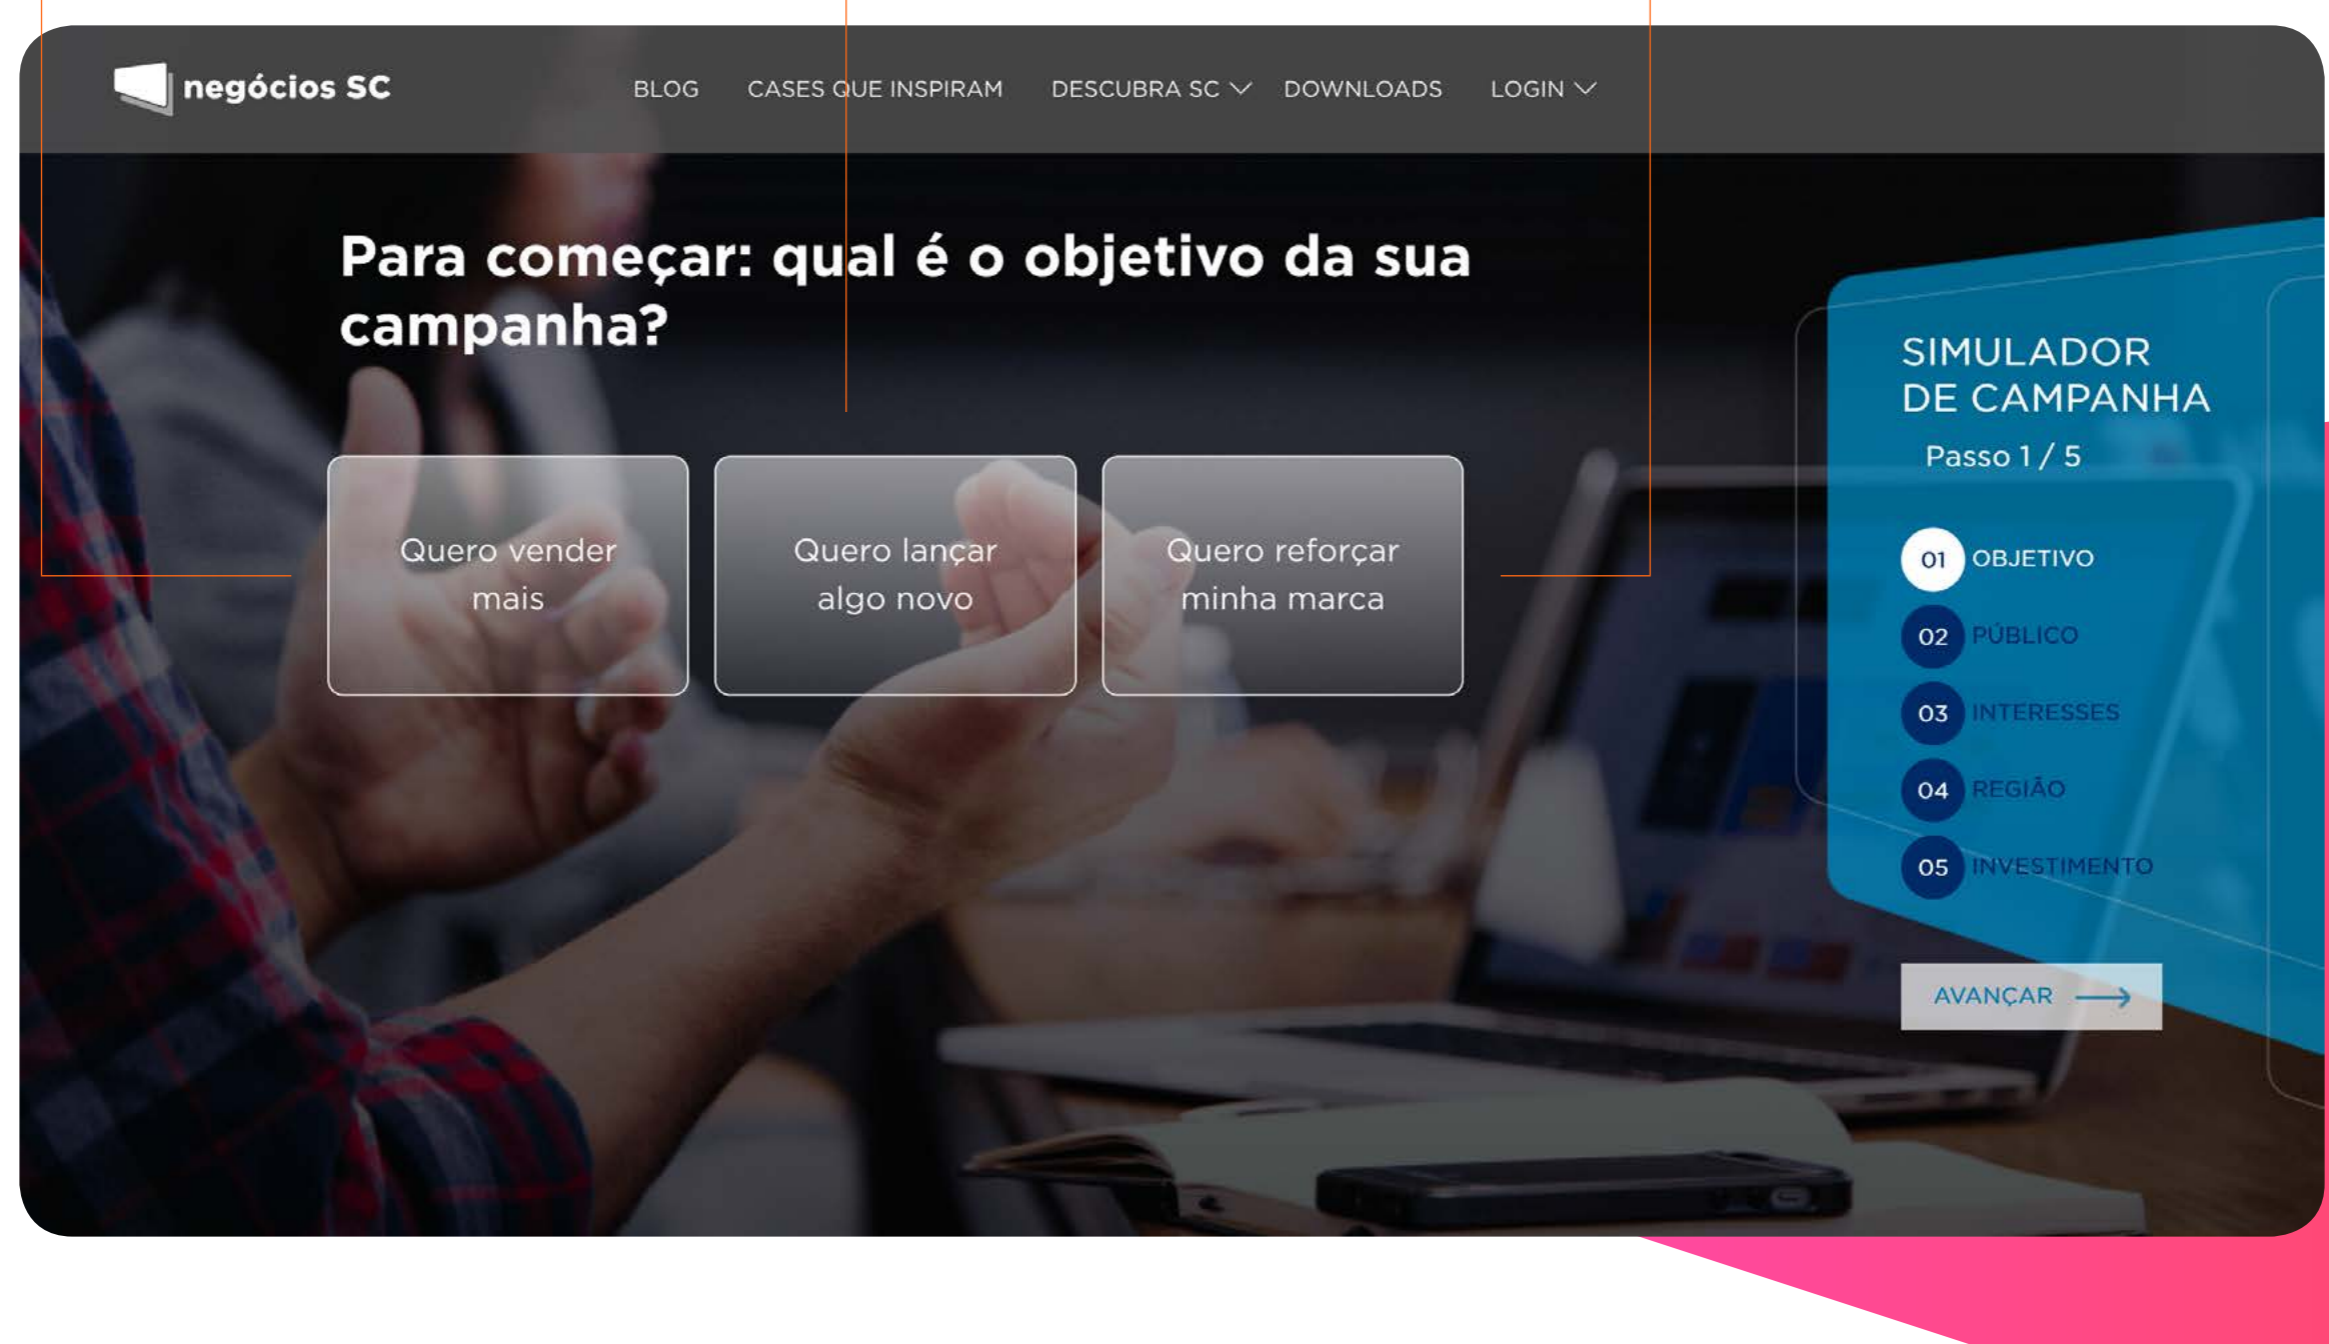 negócios SC
BLOG
CASES QUE INSPIRAM
DESCUBRA SC
DOWNLOADS
LOGIN
Para começar: qual é o objetivo da sua
campanha?
Quero vender
mais
Quero lançar
algo novo
Quero reforçar
minha marca
SIMULADOR
DE CAMPANHA
Passo 1 / 5
01 OBJETIVO
02 PÚBLICO
03 INTERESSES
04 REGIÃO
05 INVESTIMENTO
AVANÇAR